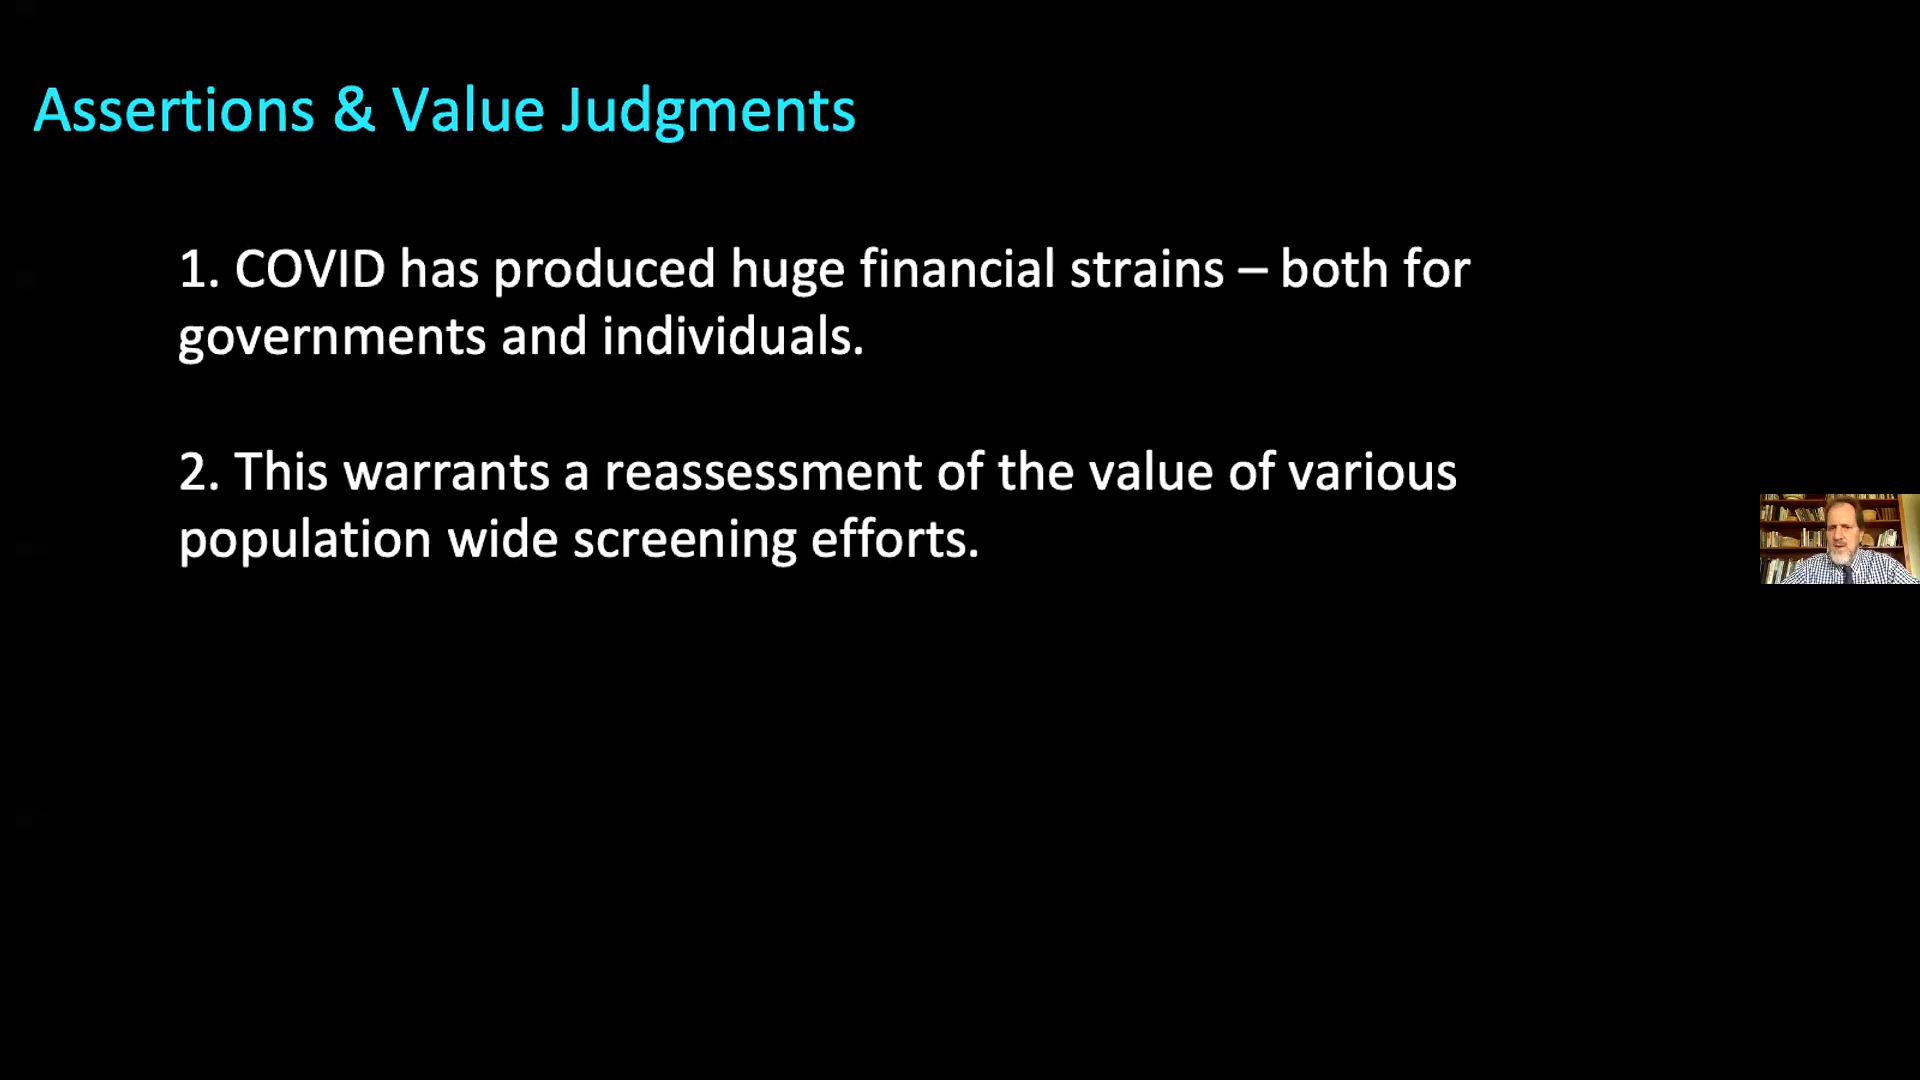 Assertions & Value Judgments
1. COVID has produced huge financial strains – both for
governments and individuals.
2. This warrants a reassessment of the value of various
population wide screening efforts.